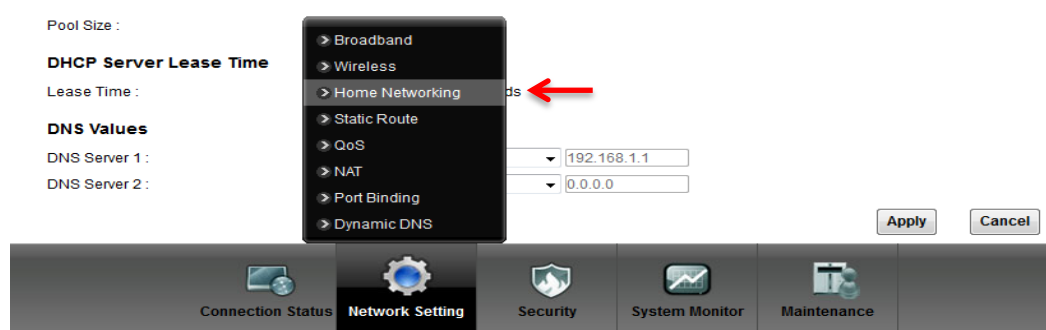 Pool Size :
Broadband
DHCP Server Lease Time
Wireless
Lease Time :
Home Networking
ds
Static Route
DNS Values
QoS
DNS Server 1 :
192.168.1.1
NAT
DNS Server 2 :
0.0.0.0
Port Binding
Dynamic DNS
Apply
Cancel
Connection Status
Network Setting
Security
System Monitor
Maintenance